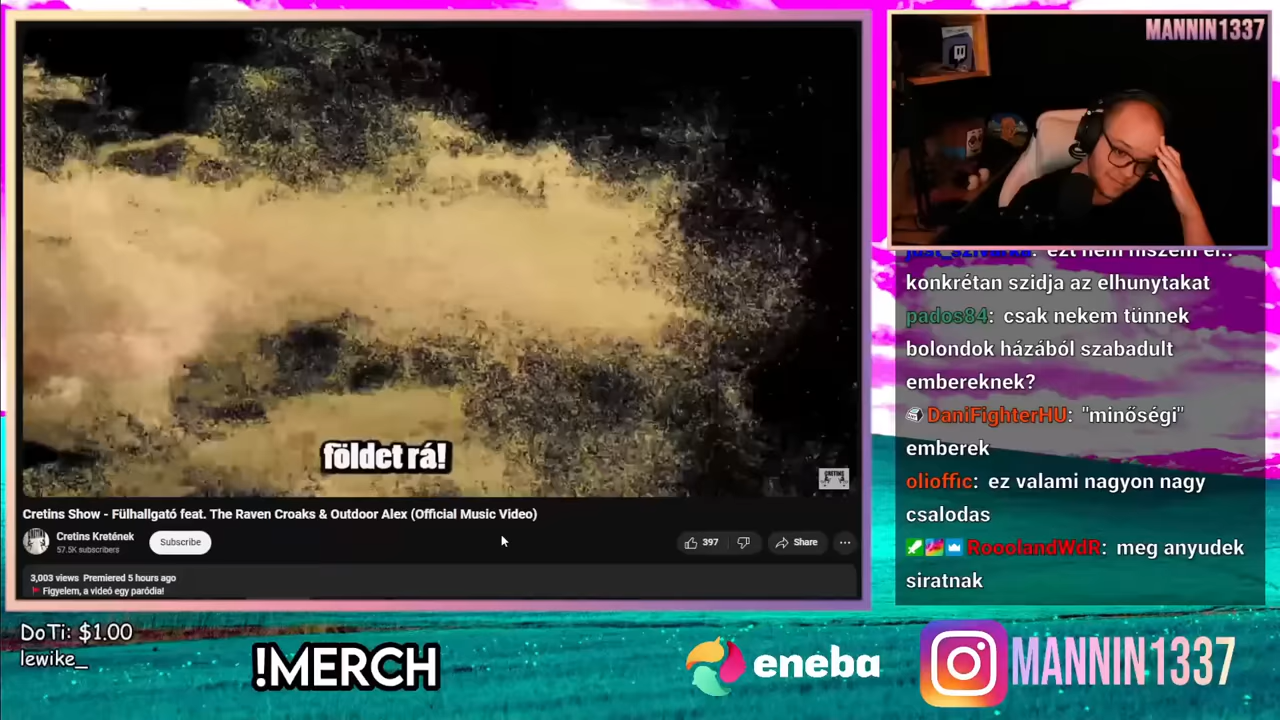 MANNIN1337
földet rá!
CRETINS
Cretins Show - Fülhallgató feat. The Raven Croaks & Outdoor Alex (Official Music Video)
Cretins Kretének
57.5K subscribers
Subscribe
397
Share
3,003 views Premiered 5 hours ago
Figyelem, a videó egy paródia!
ezt nem hiszem el..
konkrétan szidja az elhunytakat
pados84: csak nekem tünnek
bolondok házából szabadult
embereknek?
DaniFighterHU: "minőségi"
emberek
olioffic: ez valami nagyon nagy
csalodas
RooolandWdR: meg anyudek
siratnak
DoTi: $1.00
lewike_
!MERCH
eneba
MANNIN1337